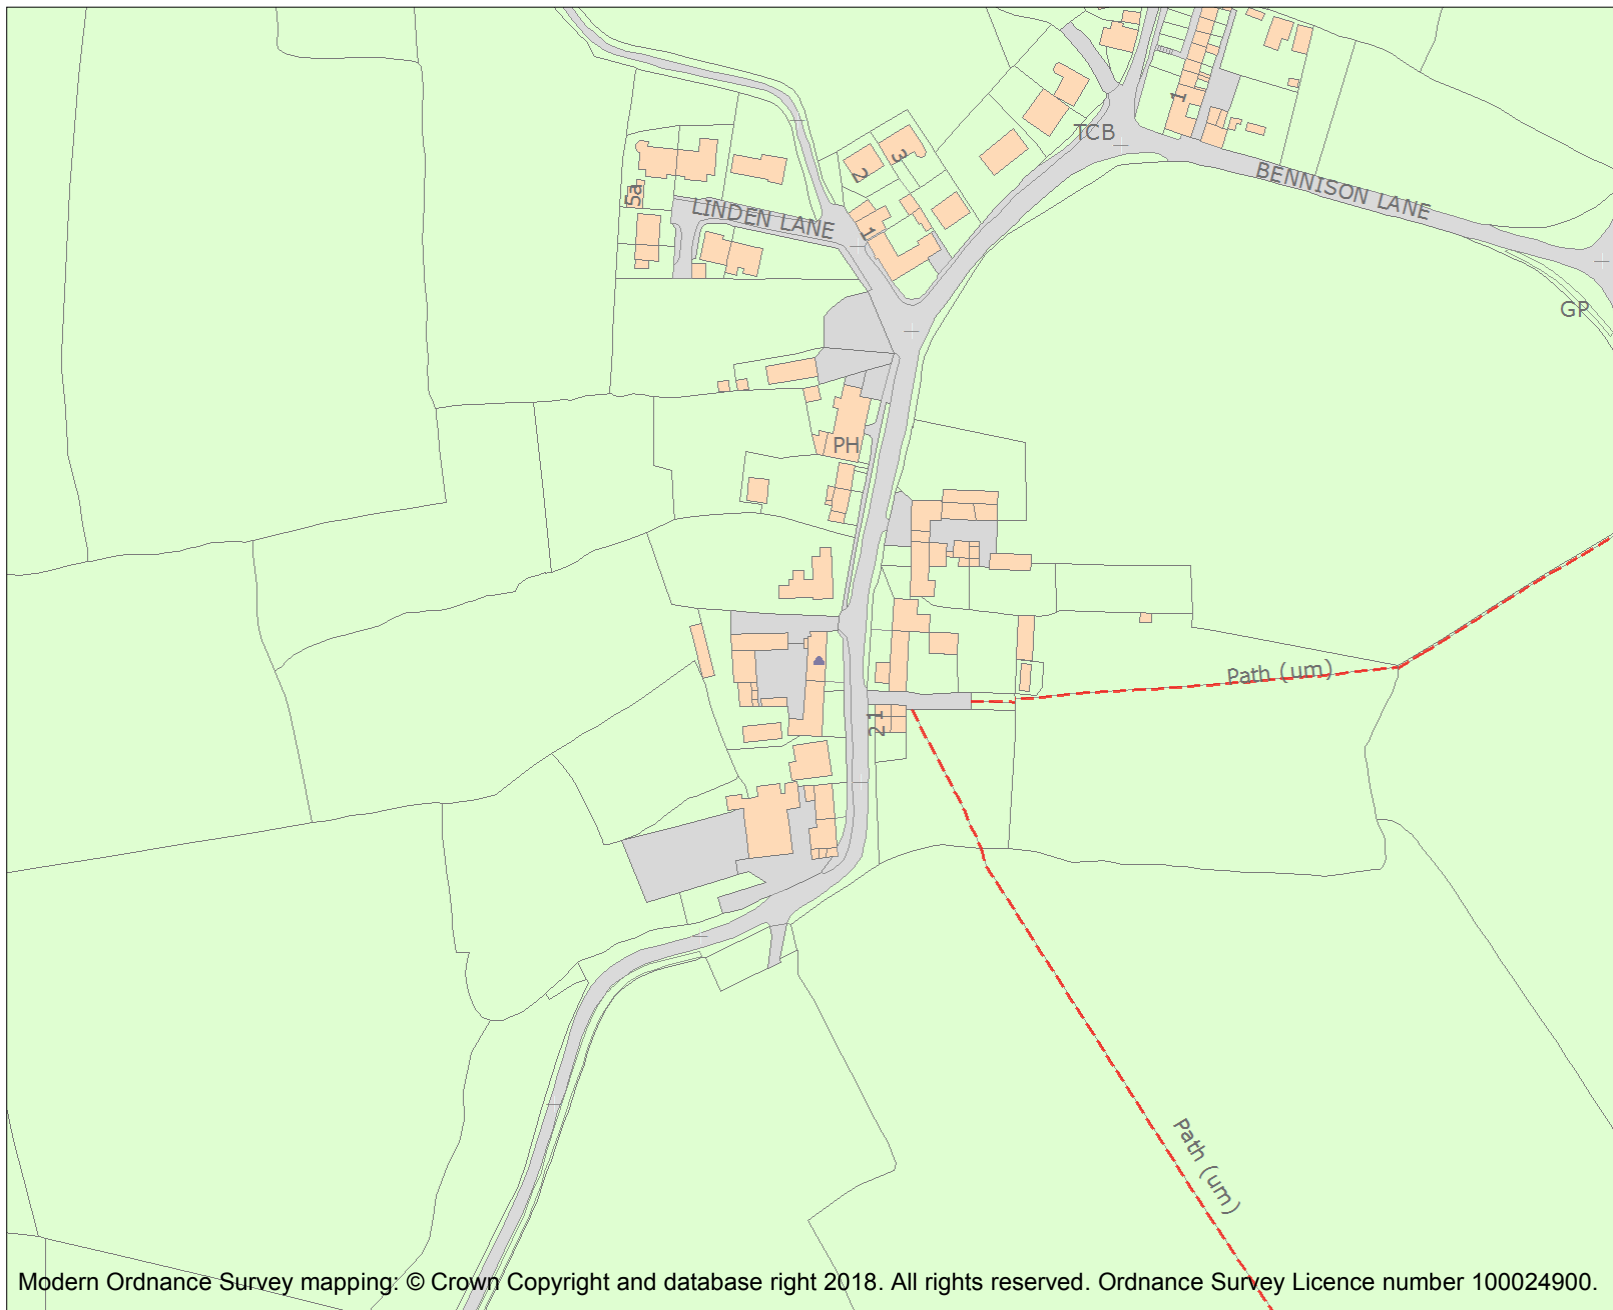 1
TCB
BENNISON LANE
3
2
5a
LINDEN LANE
1
GP
PH
Path (um)
1
2
Path (um)
Modern Ordnance Survey mapping: © Crown Copyright and database right 2018. All rights reserved. Ordnance Survey Licence number 100024900.